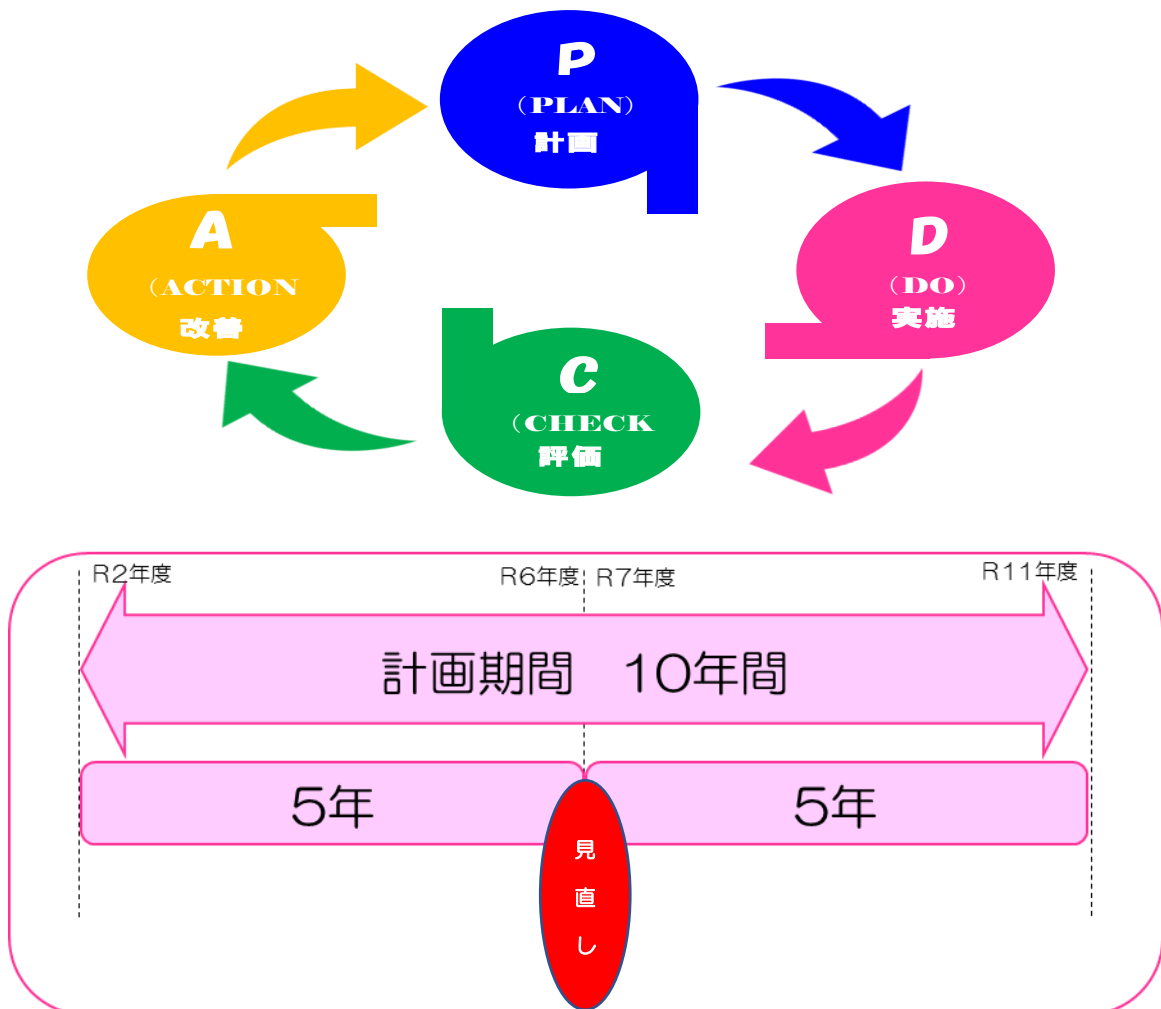 P
（PLAN）
計画
D
（DO）
実施
C
（CHECK
評価
A
（ACTION
改善
R2年度
R6年度
R7年度
R11年度
計画期間　10年間
5年
5年
見
直
し